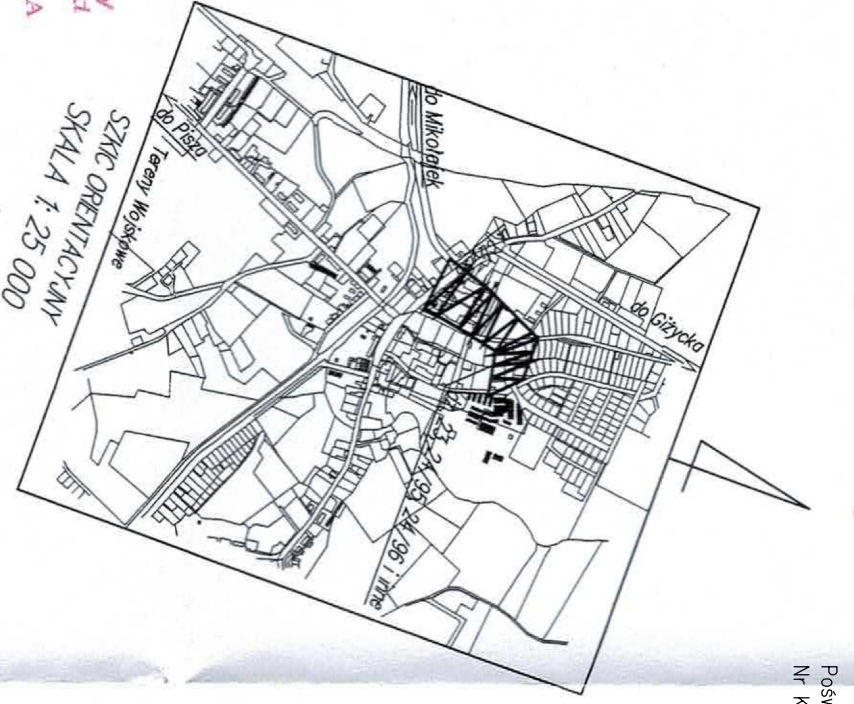 Pośw
Nr k
do Giżycka
do Mikołajek
23, 24/95, 24/96 i inne
do Pisza
Tereny Wojskowe
SZKIC ORIENTACYJNY
SKALA 1: 25 000